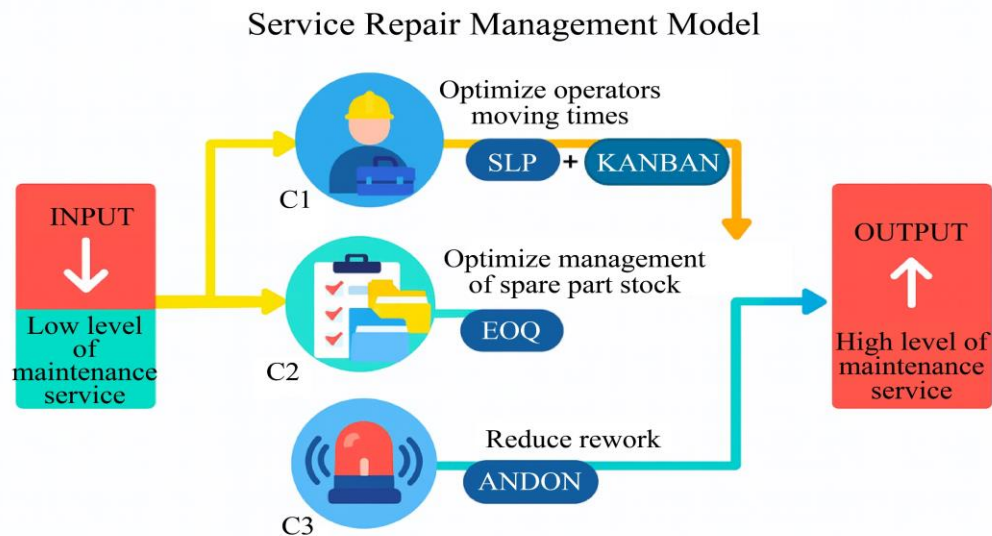 Service Repair Management Model
INPUT
Low level
of
maintenance
service
C1
Optimize operators
moving times
SLP + KANBAN
C2
Optimize management
of spare part stock
EOQ
C3
Reduce rework
ANDON
OUTPUT
High level of
maintenance
service